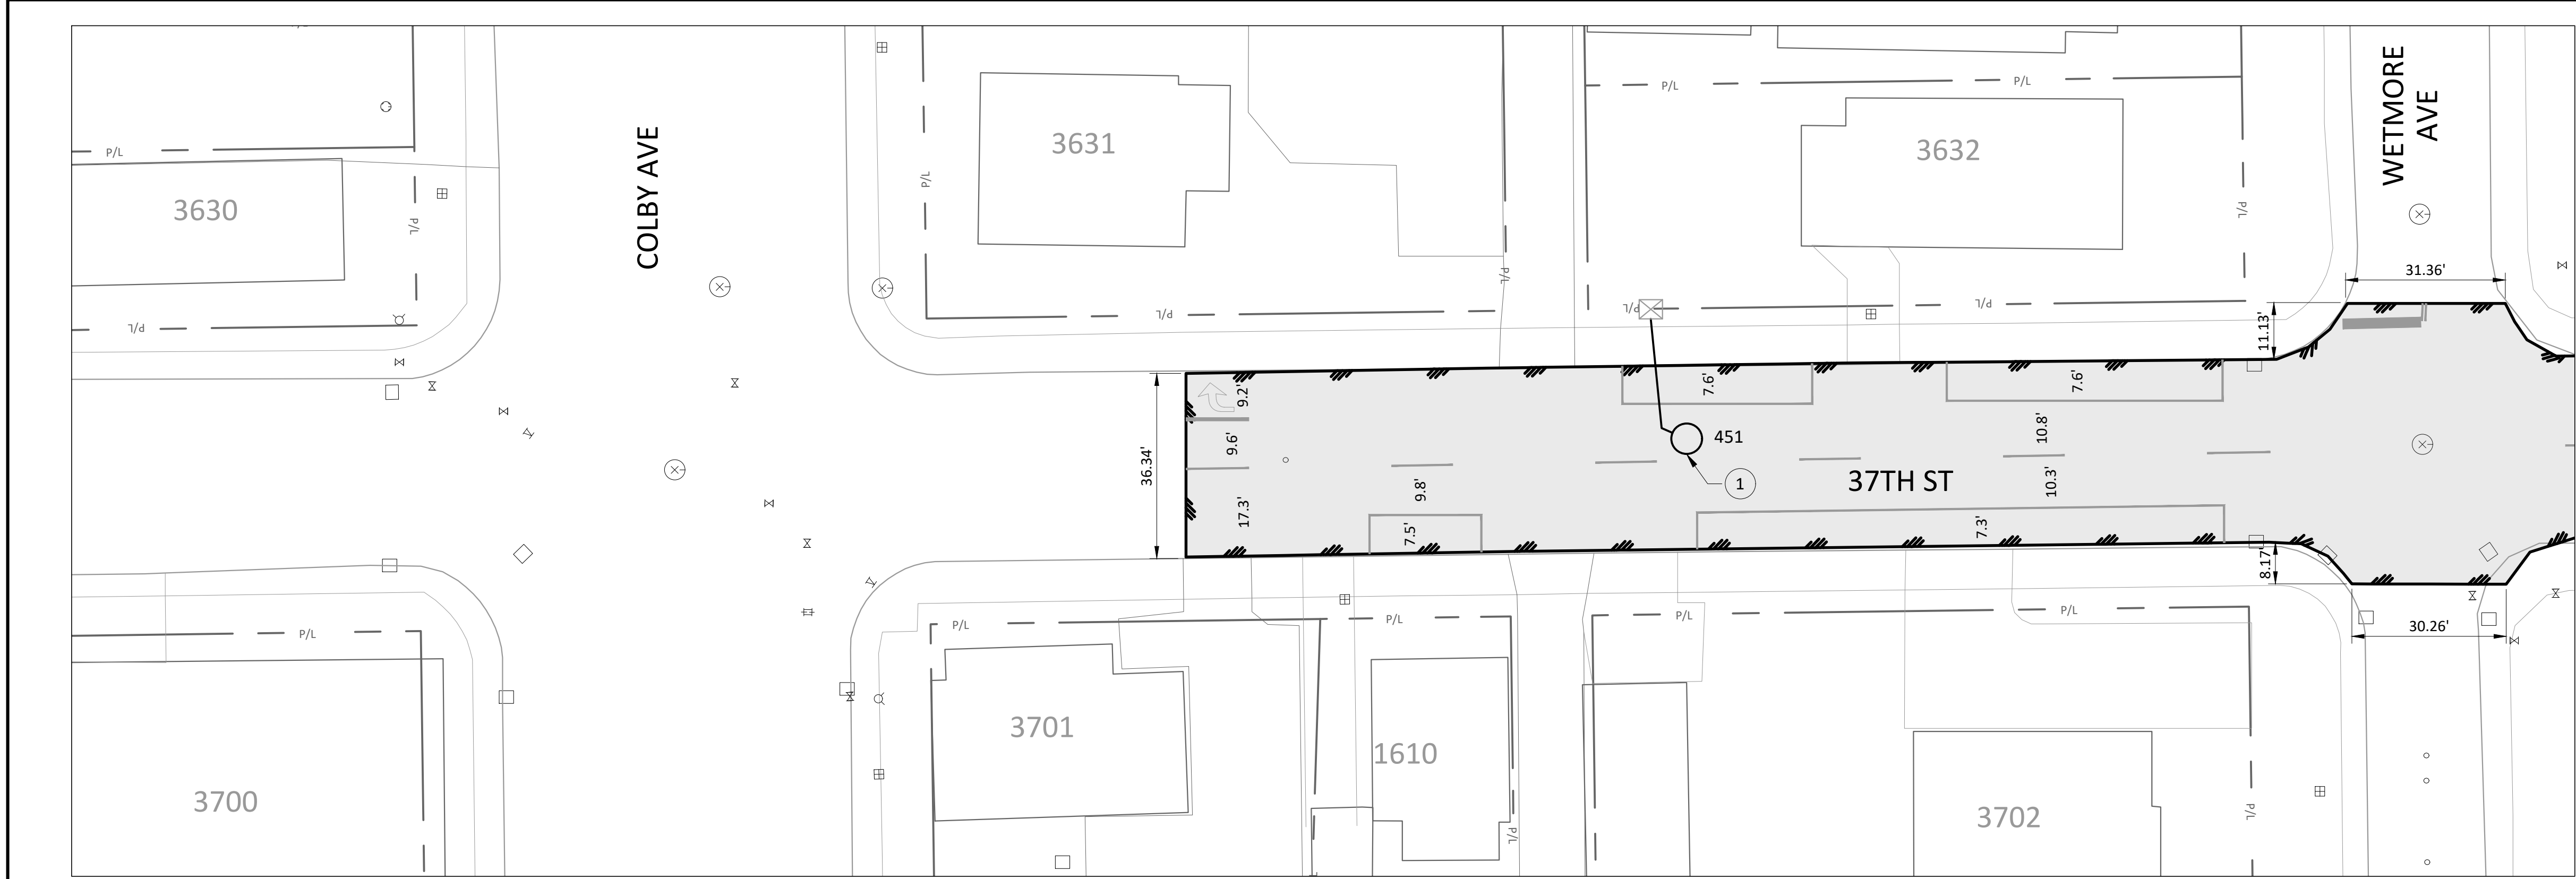 P/L
3630
P/L
P/L
COLBY AVE
P/L
3631
P/L
P/L
P/L
P/L
3632
P/L
P/L
P/L
WETMORE
AVE
31.36'
11.13'
36.34'
9.2'
9.6'
17.3'
9.8'
7.5'
7.6'
7.6'
451
1
10.8'
10.3'
37TH ST
7.3'
8.17'
30.26'
P/L
3700
P/L
3701
P/L
1610
P/L
P/L
P/L
3702
P/L